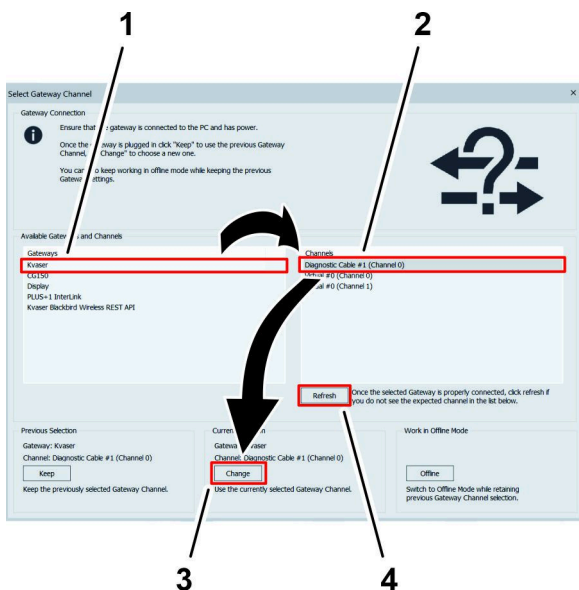 1
2
Select Gateway Channel
Gateway Connection
Ensure that gateway is connected to the PC and has power.
Once the is plugged in click "Keep" to use the previous Gateway
Channel, "Change" to choose a new one.
You can to keep working in offline mode while keeping the previous
settings.
Available and Channels
Gateways
Kvaser
CG150
Display
PLUS+1 InterLink
Kvaser Blackbird Wireless REST API
Channels
Diagnostic Cable #1 (Channel 0)
#0 (Channel 0)
#0 (Channel 1)
Refresh
Once the selected Gateway is properly connected, click refresh if
you do not see the expected channel in the list below.
Previous Selection
Gateway: Kvaser
Channel: Diagnostic Cable #1 (Channel 0)
Keep
Keep the previously selected Gateway Channel.
Channel: Diagnostic Cable #1 (Channel 0)
Change
Use the currently selected Gateway Channel.
Work in Offline Mode
Offline
Switch to Offline Mode while retaining
previous Gateway Channel selection.
3
4